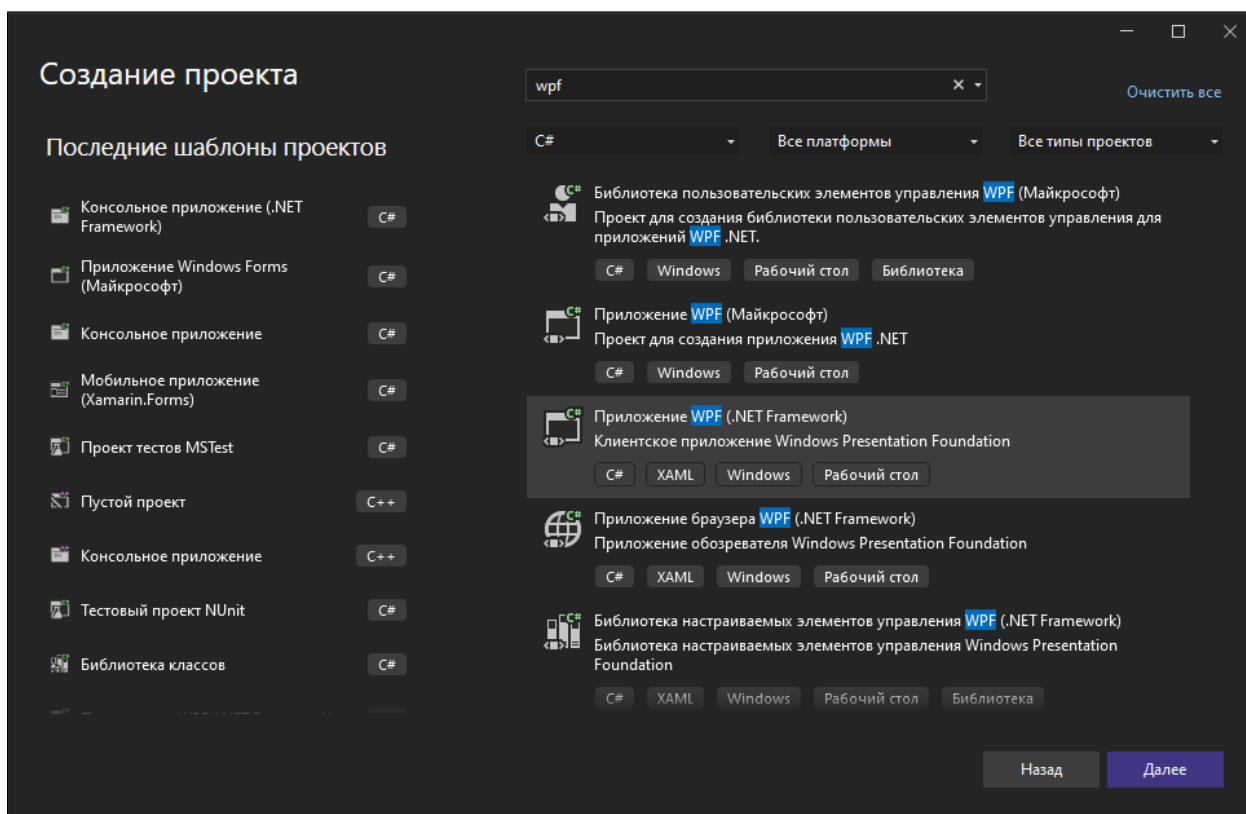 Создание проекта
wpf
Очистить все
Последние шаблоны проектов
C#
Все платформы
Все типы проектов
Консольное приложение (.NET
Framework)
C#
Приложение Windows Forms
(Майкрософт)
C#
Консольное приложение
C#
Мобильное приложение
(Xamarin.Forms)
C#
Проект тестов MSTest
C#
Пустой проект
C++
Консольное приложение
C++
Тестовый проект NUnit
C#
Библиотека классов
C#
Библиотека пользовательских элементов управления WPF (Майкрософт)
Проект для создания библиотеки пользовательских элементов управления для
приложений WPF .NET.
C# Windows Рабочий стол Библиотека
Приложение WPF (Майкрософт)
Проект для создания приложения WPF .NET
C# Windows Рабочий стол
Приложение WPF (.NET Framework)
Клиентское приложение Windows Presentation Foundation
C# XAML Windows Рабочий стол
Приложение браузера WPF (.NET Framework)
Приложение обозревателя Windows Presentation Foundation
C# XAML Windows Рабочий стол
Библиотека настраиваемых элементов управления WPF (.NET Framework)
Библиотека настраиваемых элементов управления Windows Presentation
Foundation
C# XAML Windows Рабочий стол Библиотека
Назад
Далее